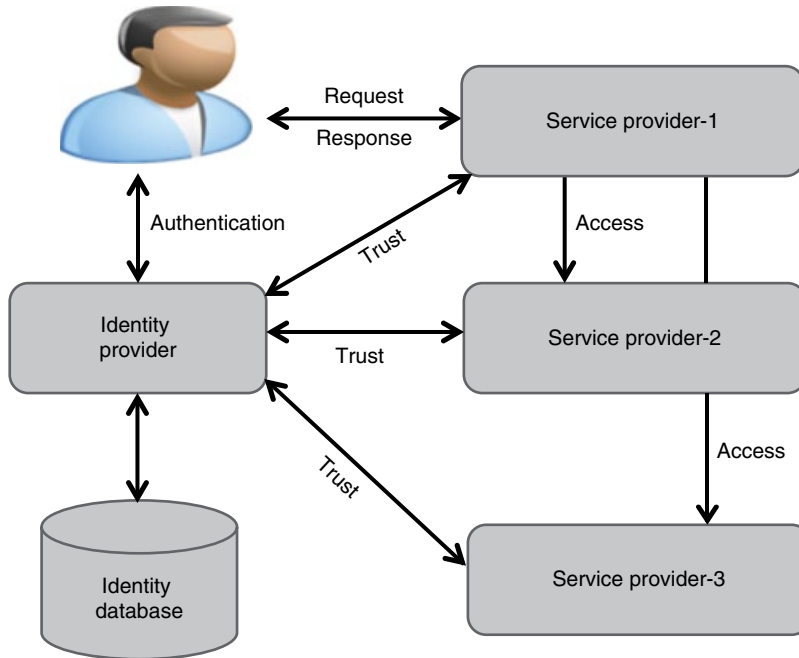 Request
Response
Service provider-1
Authentication
Trust
Access
Identity
provider
Trust
Service provider-2
Trust
Access
Identity
database
Service provider-3